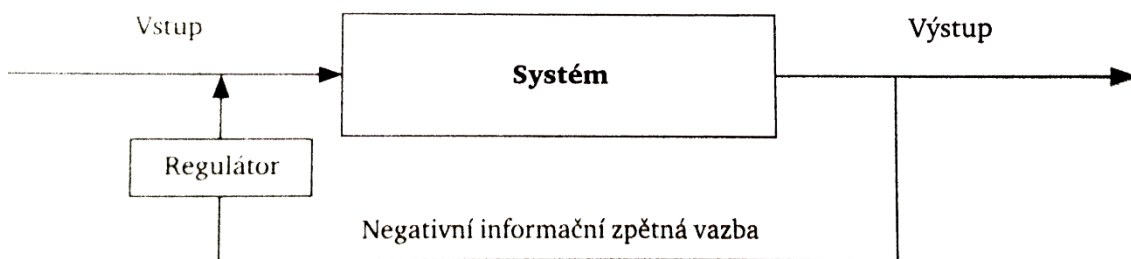 Vstup
Výstup
Systém
Regulátor
Negativní informační zpětná vazba